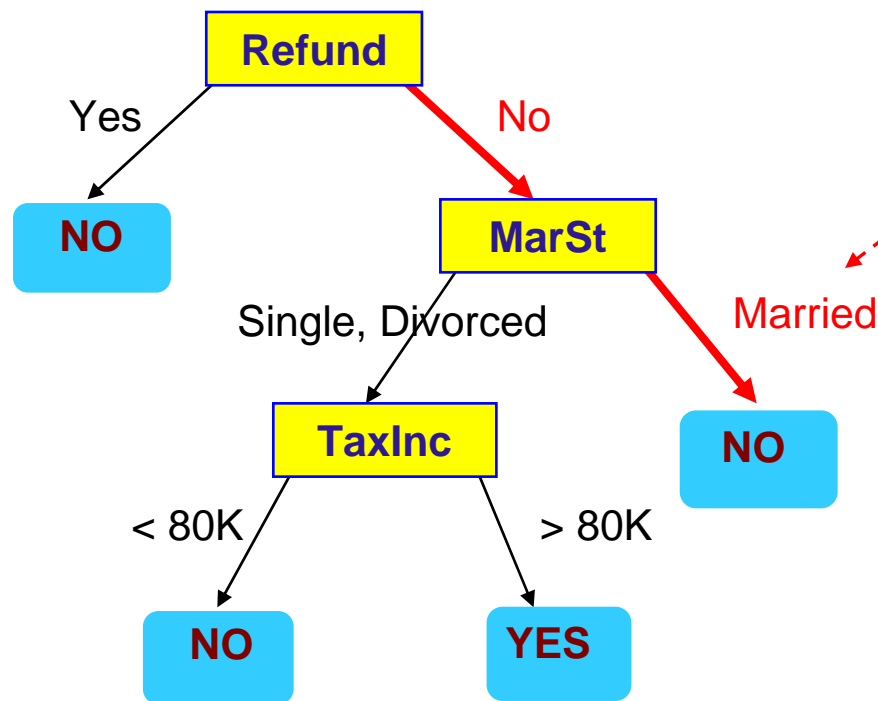 Refund
Yes
No
NO
MarSt
Single, Divorced
Married
TaxInc
NO
< 80K
> 80K
NO
YES